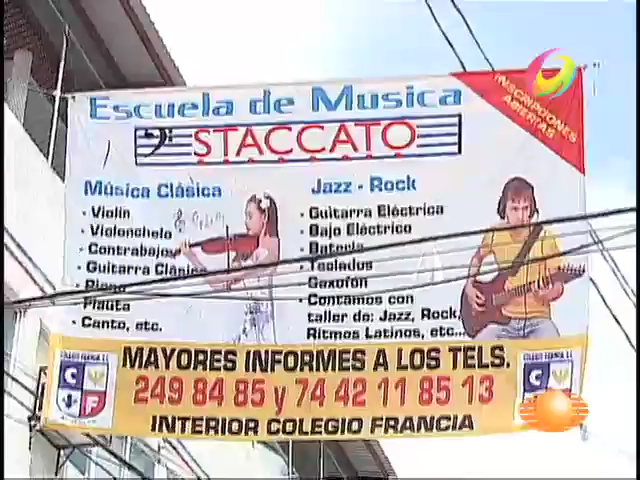 Escuela de Musica
STACCATO
INSCRIPCIONES
ABIERTAS
Música Clásica
· Violín
· Violonchelo
· Contrabajo
· Guitarra Clásica
· Piano
· Flauta
· Canto, etc.
Jazz - Rock
· Guitarra Eléctrica
· Bajo Eléctrico
· Batería
· Teclados
· Saxofón
· Contamos con
taller de: Jazz, Rock,
Ritmos Latinos, etc...
MAYORES INFORMES A LOS TELS.
249 84 85 y 74 42 11 85 13
INTERIOR COLEGIO FRANCIA
C
F
C